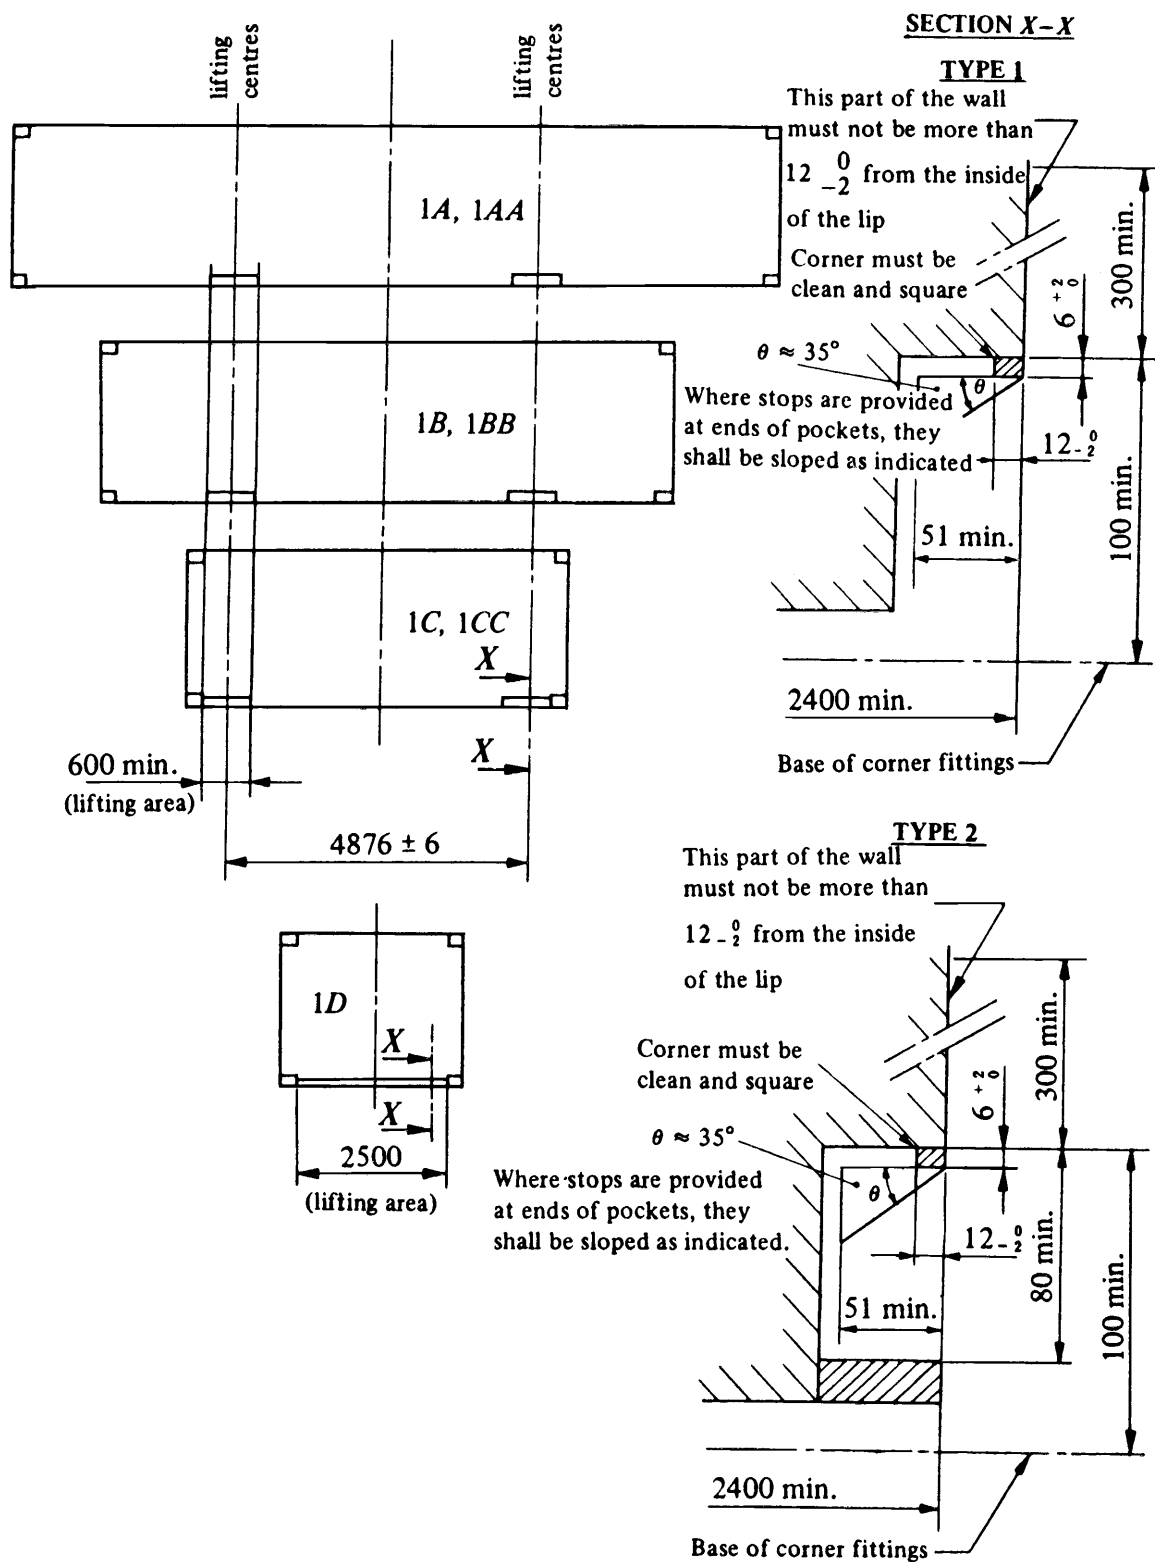 lifting
centres
lifting
centres
1A, 1AA
1B, 1BB
1C, 1CC
X
X
600 min.
(lifting area)
4876 ± 6
1D
X
X
2500
(lifting area)
SECTION X–X
TYPE 1
This part of the wall
must not be more than
12 0 −2 from the inside
of the lip
Corner must be
clean and square
θ ≈ 35°
Where stops are provided
at ends of pockets, they
shall be sloped as indicated
θ
6 +2 0
300 min.
12 −2 0
100 min.
51 min.
2400 min.
Base of corner fittings
TYPE 2
This part of the wall
must not be more than
12 −2 0 from the inside
of the lip
Corner must be
clean and square
θ ≈ 35°
Where stops are provided
at ends of pockets, they
shall be sloped as indicated.
θ
6 +2 0
300 min.
12 −2 0
80 min.
100 min.
51 min.
2400 min.
Base of corner fittings